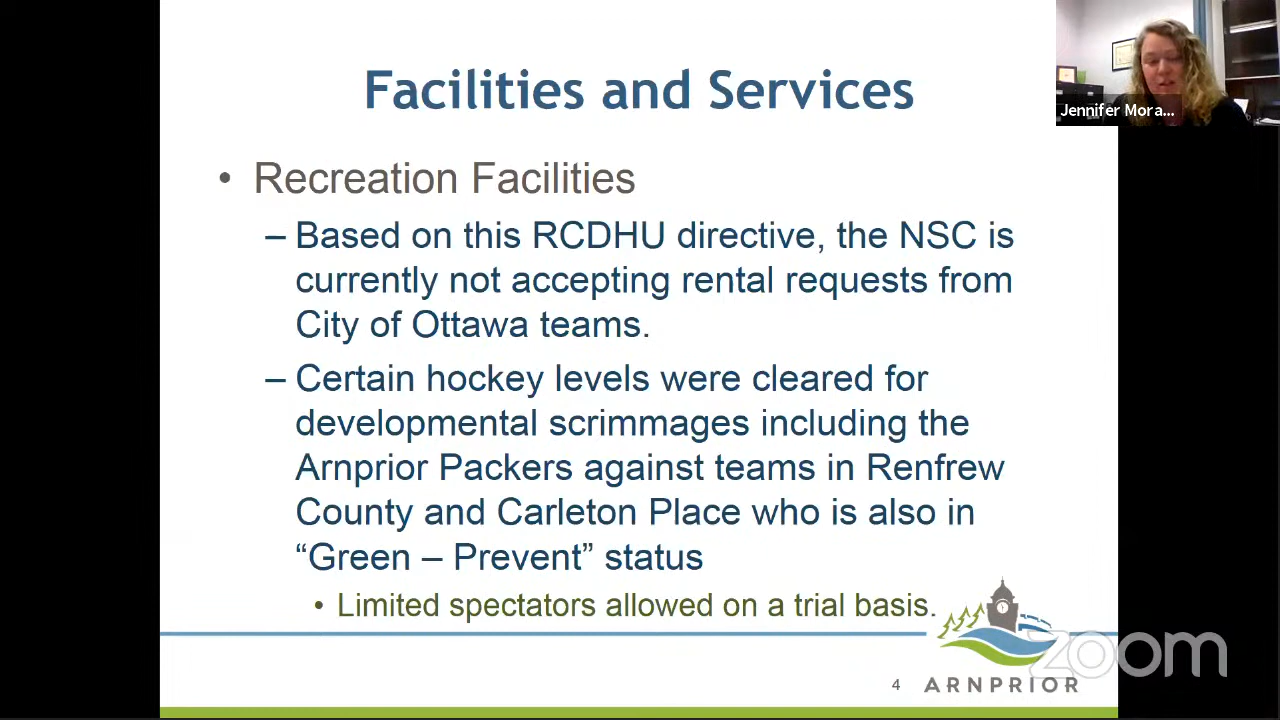 Facilities and Services
Jennifer Mora...
• Recreation Facilities
– Based on this RCDHU directive, the NSC is
currently not accepting rental requests from
City of Ottawa teams.
– Certain hockey levels were cleared for
developmental scrimmages including the
Arnprior Packers against teams in Renfrew
County and Carleton Place who is also in
“Green – Prevent” status
• Limited spectators allowed on a trial basis.
zoom
4
ARNPRIOR